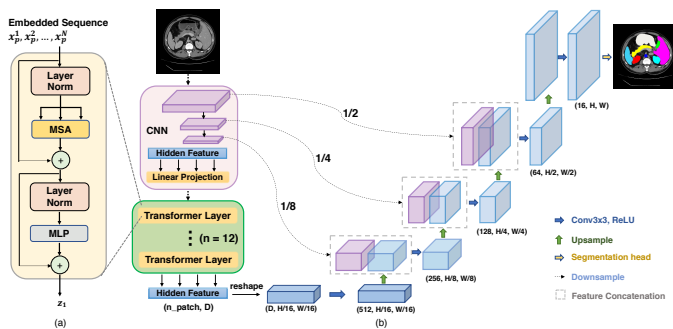 Embedded Sequence
x_p^1, x_p^2, ..., x_p^N
Layer
Norm
MSA
+
Layer
Norm
MLP
+
z_1
(a)
CNN
Hidden Feature
Linear Projection
Transformer Layer
(n = 12)
Transformer Layer
Hidden Feature
(n_patch, D)
reshape
(D, H/16, W/16)
(512, H/16, W/16)
(b)
1/2
1/4
1/8
(256, H/8, W/8)
(128, H/4, W/4)
(64, H/2, W/2)
(16, H, W)
Conv3x3, ReLU
Upsample
Segmentation head
Downsample
Feature Concatenation